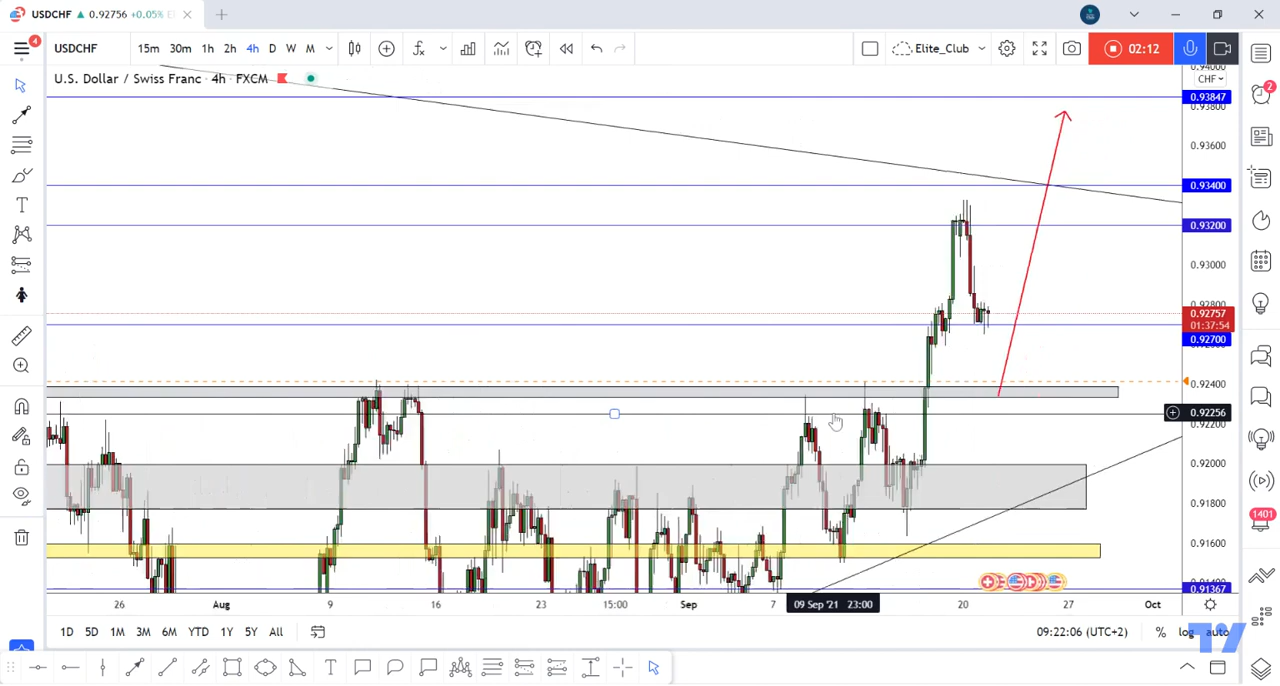 USDCHF ▲ 0.92756 +0.05%
4
USDCHF 15m 30m 1h 2h 4h D W M Elite_Club 02:12
U.S. Dollar / Swiss Franc · 4h · FXCM
CHF
2
0.93847
0.93800
0.93600
0.93400
0.93200
0.93000
0.92800
0.92757
01:37:54
0.92700
0.92400
0.92256
0.92200
0.92000
0.91800
1401
0.91600
0.91367
26 Aug 9 16 23 15:00 Sep 7 09 Sep '21 23:00 20 27 Oct
1D 5D 1M 3M 6M YTD 1Y 5Y All 09:22:06 (UTC+2) % log auto
T